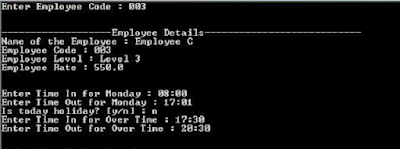 Enter Employee Code : 003
--------------------Employee Details----------------------------
Name of the Employee : Employee C
Employee Code : 003
Employee Level : Level 3
Employee Rate : 550.0
Enter Time In for Monday : 08:00
Enter Time Out for Monday : 17:01
Is today holiday? [y/n] : n
Enter Time In for Over Time : 17:30
Enter Time Out for Over Time : 20:30